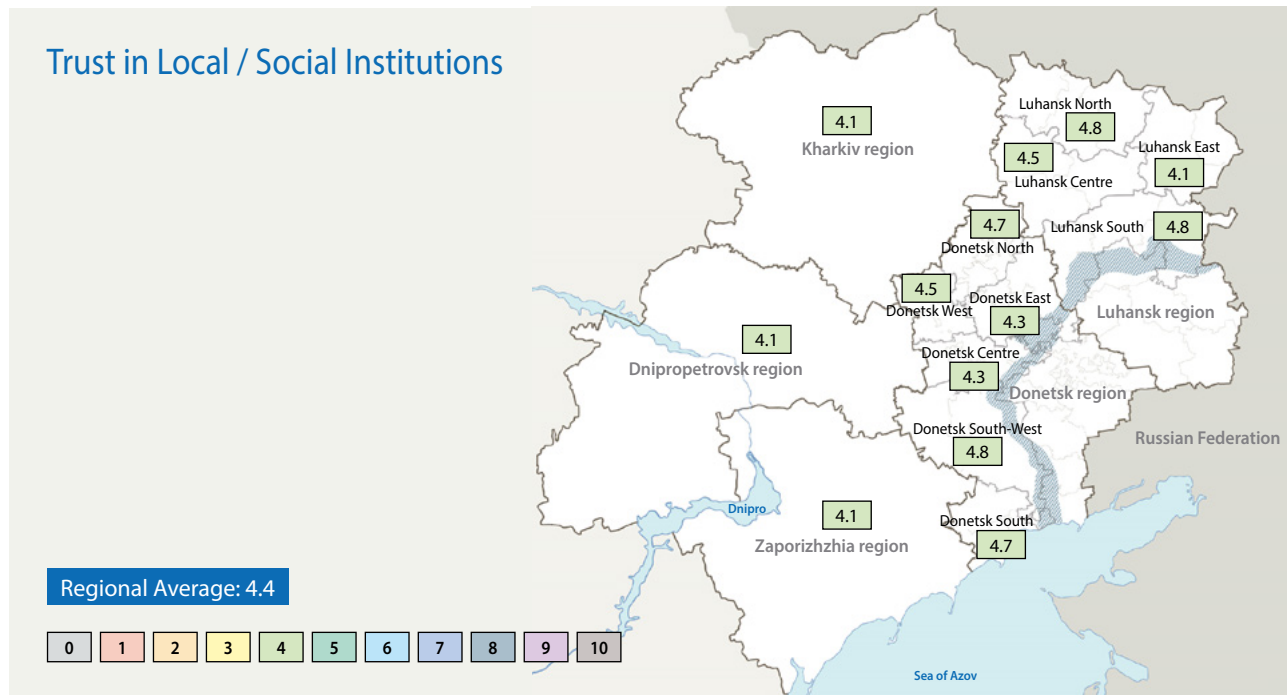 Trust in Local / Social Institutions
Luhansk North
4.8
4.1
Kharkiv region
Luhansk East
4.5
4.1
Luhansk Centre
4.7
Luhansk South
4.8
Donetsk North
4.5
Donetsk West
Donetsk East
4.3
Luhansk region
4.1
Dnipropetrovsk region
Donetsk Centre
4.3
Donetsk region
Donetsk South-West
4.8
Russian Federation
Dnipro
4.1
Zaporizhzhia region
Donetsk South
4.7
Regional Average: 4.4
0 1 2 3 4 5 6 7 8 9 10
Sea of Azov